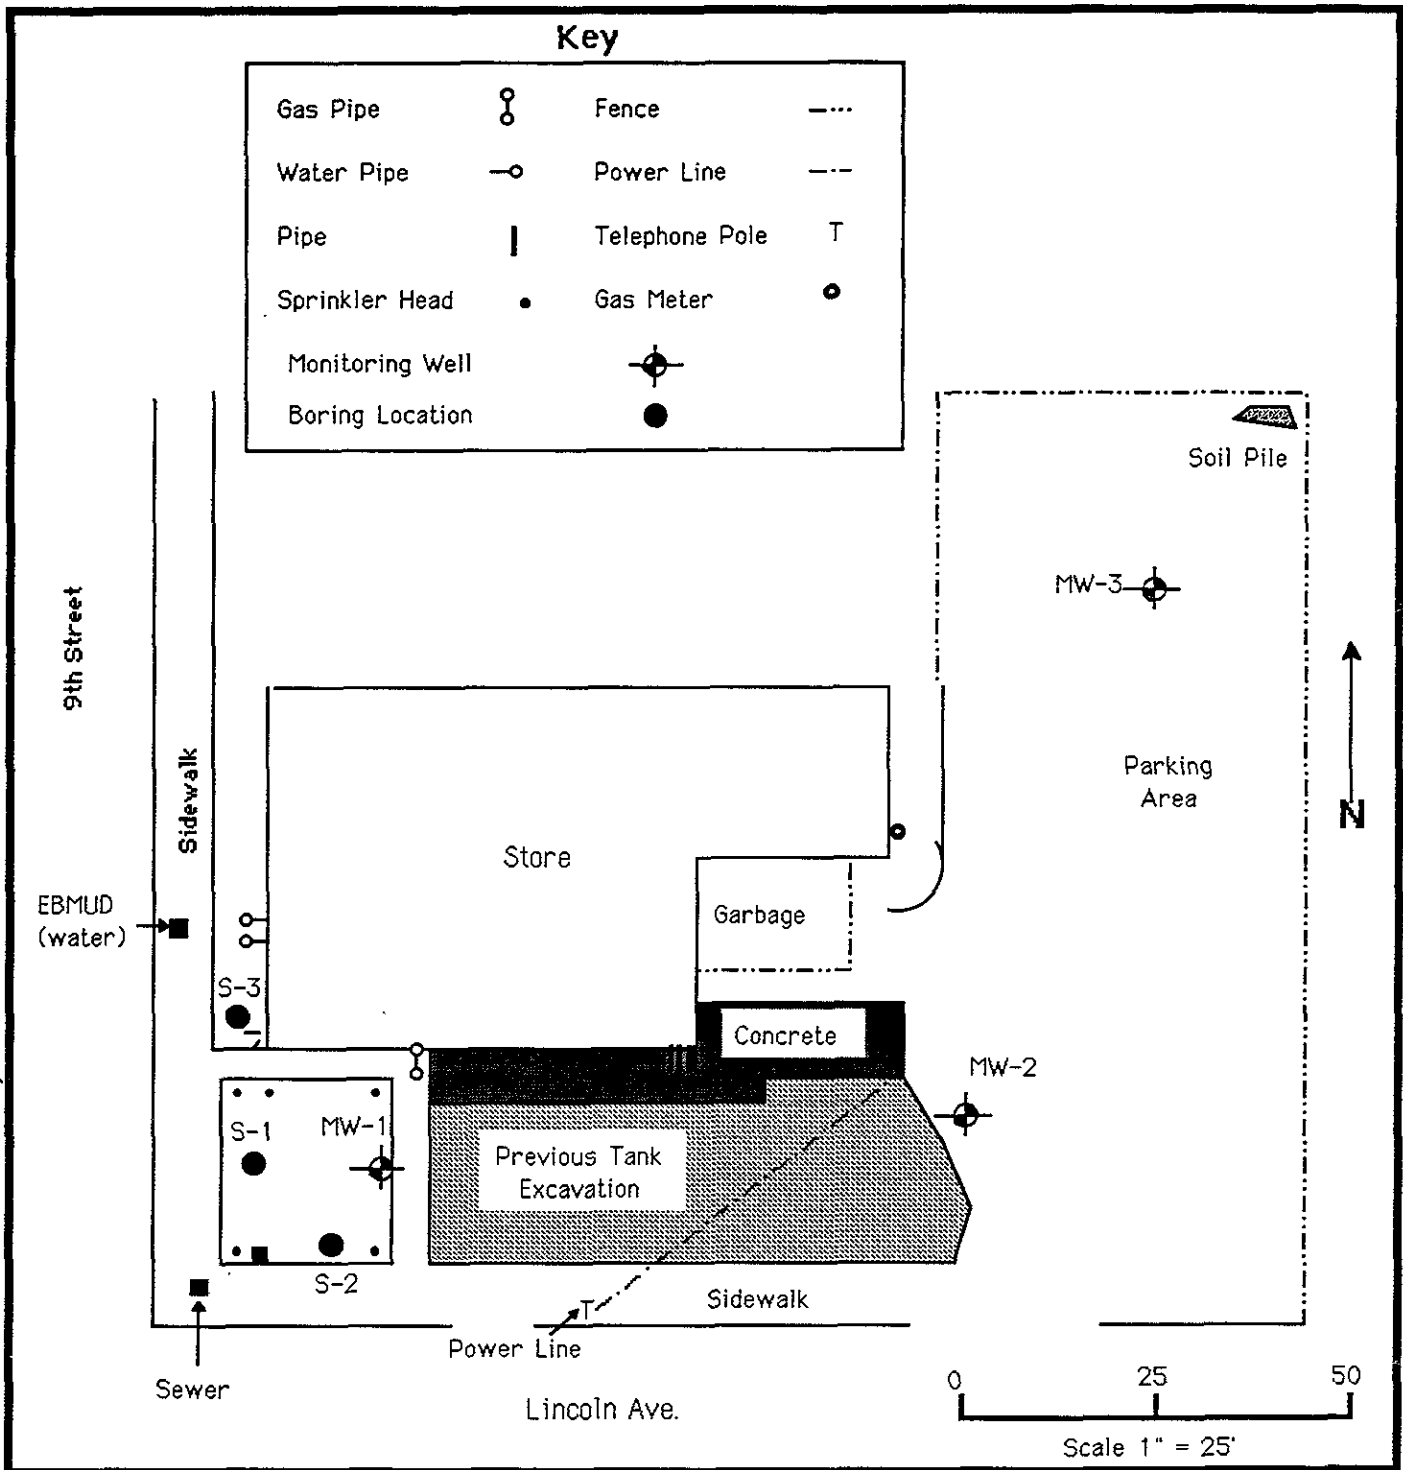 Key
Gas Pipe
Fence
Water Pipe
Power Line
Pipe
Telephone Pole
T
Sprinkler Head
Gas Meter
Monitoring Well
Boring Location
Soil Pile
MW-3
9th Street
Sidewalk
Parking
Area
N
Store
EBMUD
(water)
Garbage
S-3
Concrete
MW-2
S-1
MW-1
Previous Tank
Excavation
S-2
T
Sidewalk
Power Line
Sewer
Lincoln Ave.
0 25 50
Scale 1" = 25'